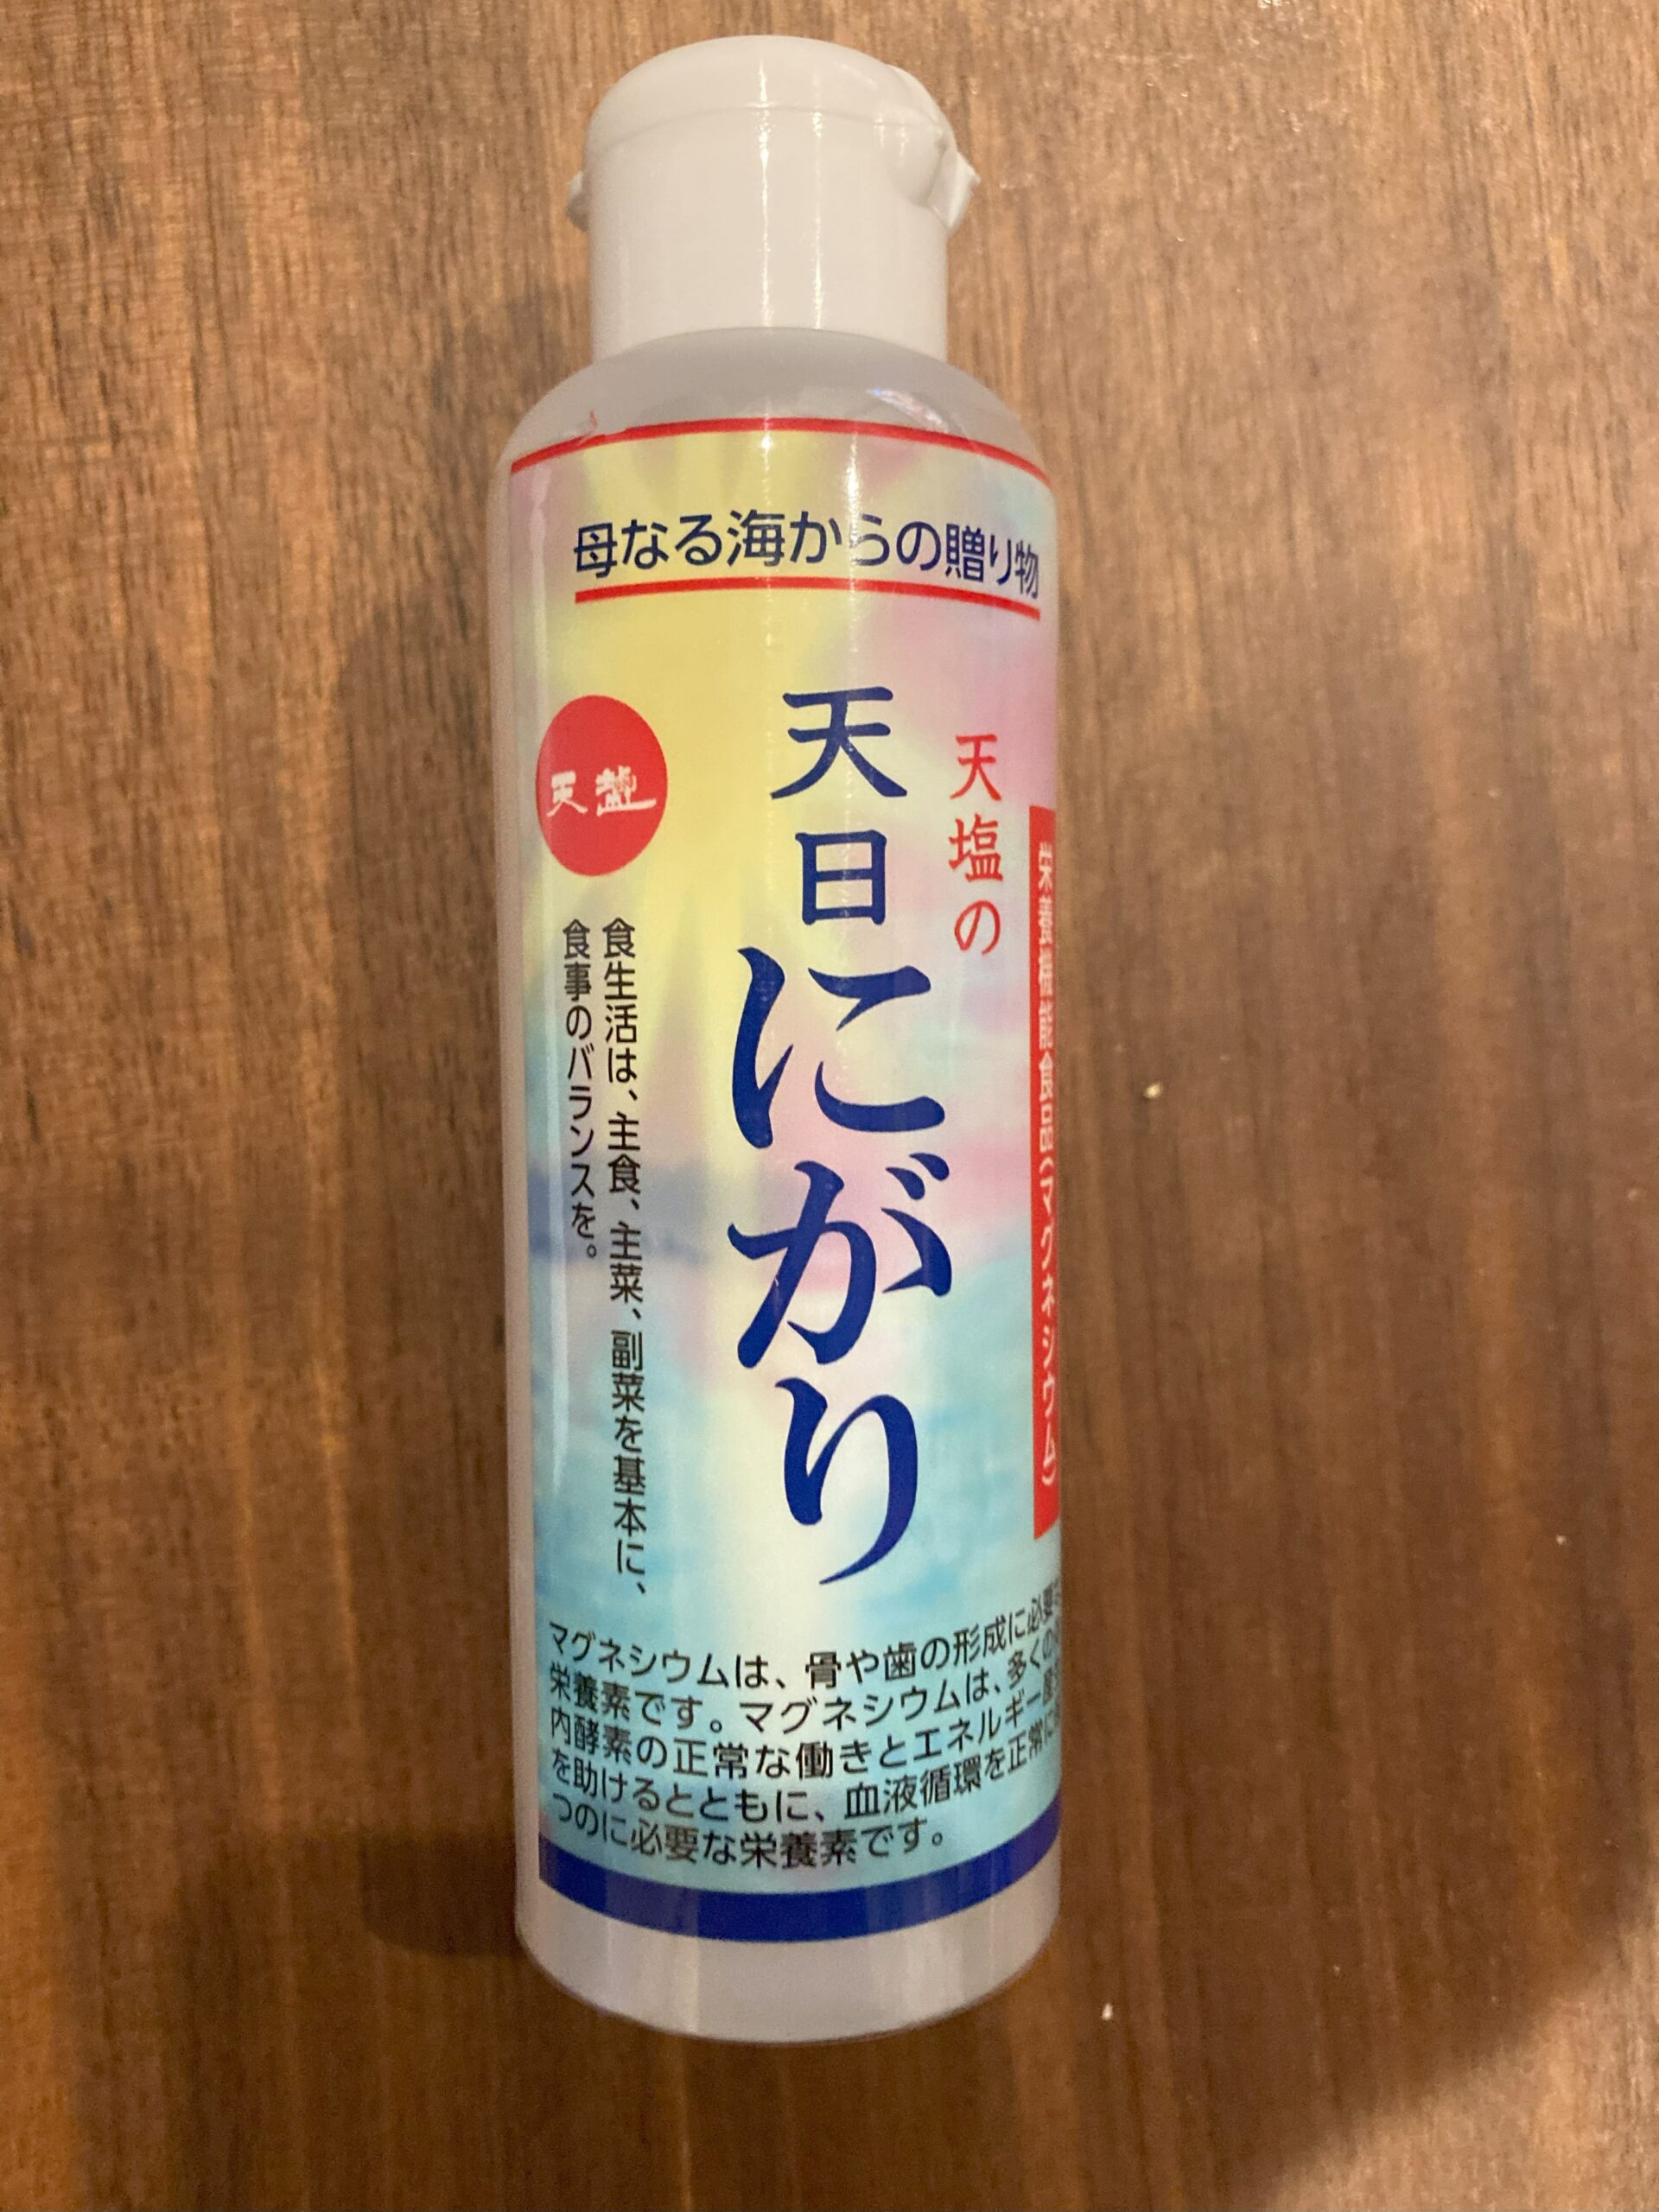 母なる海からの贈り物
栄養機能食品(マグネシウム)
天塩の
天日にがり
天塩
食生活は、主食、主菜、副菜を基本に、
食事のバランスを。
マグネシウムは、骨や歯の形成に必要
栄養素です。マグネシウムは、多くの
内酵素の正常な働きとエネルギー産
を助けるとともに、血液循環を正常に
つのに必要な栄養素です。